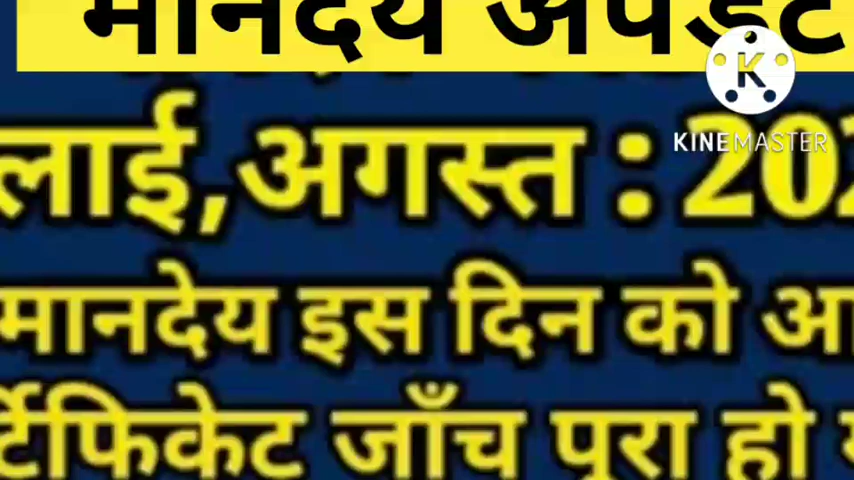 मानदेय अपडेट
KINEMASTER
लाई,अगस्त : 202
मानदेय इस दिन को आ
र्टिफिकेट जाँच पूरा हो